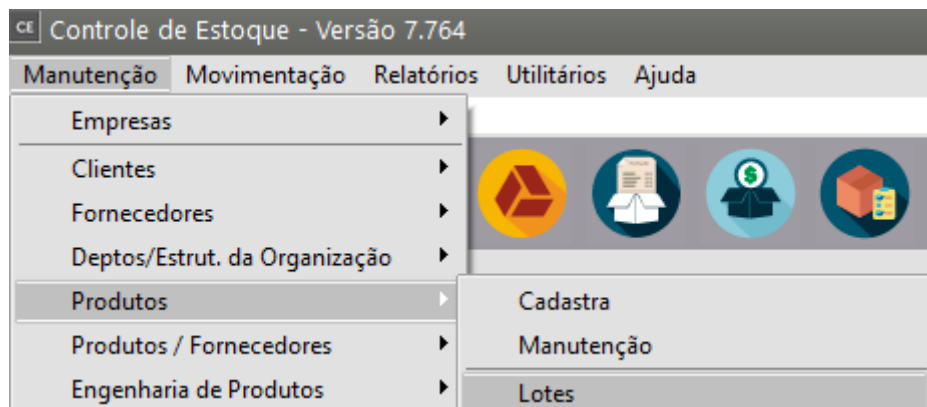 CE Controle de Estoque - Versão 7.764
Manutenção Movimentação Relatórios Utilitários Ajuda
Empresas
Clientes
Fornecedores
Deptos/Estrut. da Organização
Produtos
Cadastra
Produtos / Fornecedores
Manutenção
Engenharia de Produtos
Lotes